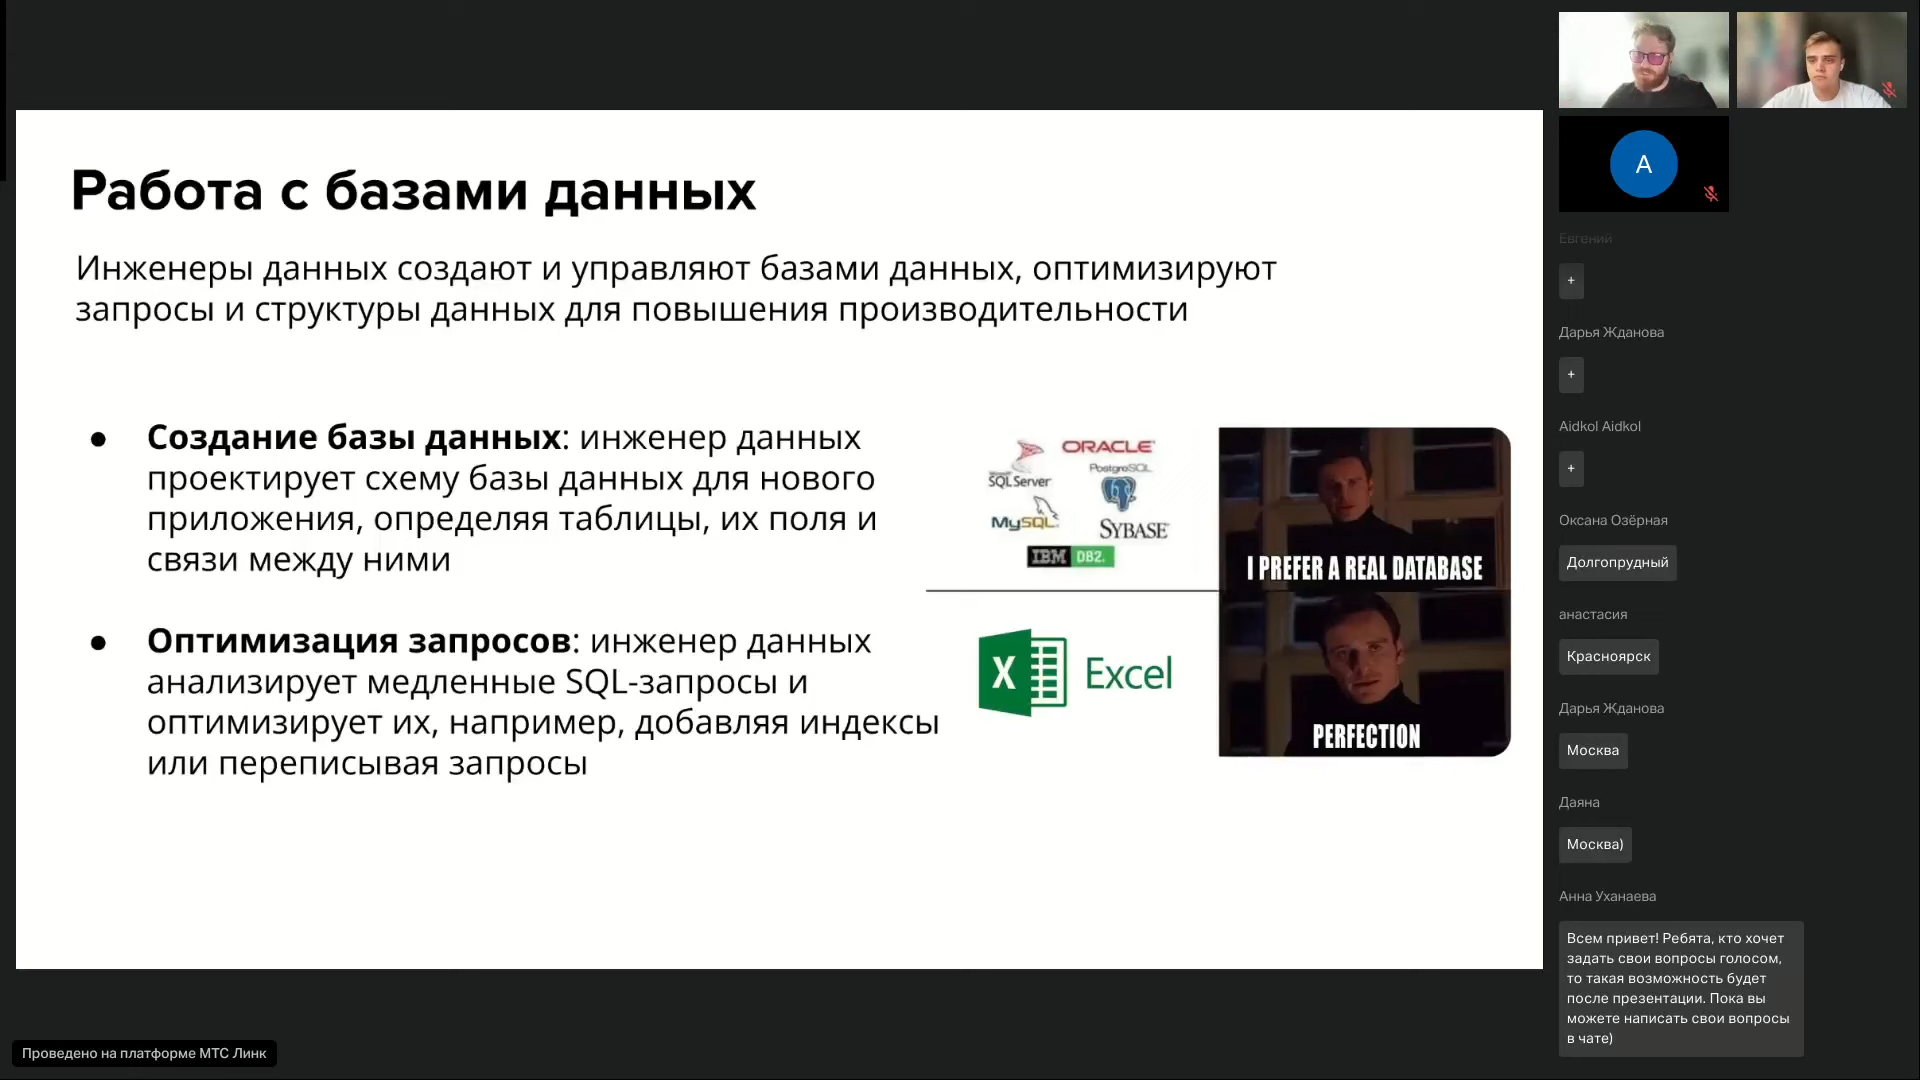 Работа с базами данных
Инженеры данных создают и управляют базами данных, оптимизируют
запросы и структуры данных для повышения производительности
● Создание базы данных: инженер данных
проектирует схему базы данных для нового
приложения, определяя таблицы, их поля и
связи между ними
● Оптимизация запросов: инженер данных
анализирует медленные SQL-запросы и
оптимизирует их, например, добавляя индексы
или переписывая запросы
ORACLE
PostgreSQL
SQL Server
MySQL
SYBASE
IBM DB2.
I PREFER A REAL DATABASE
X Excel
PERFECTION
A
Евгений
+
Дарья Жданова
+
Aidkol Aidkol
+
Оксана Озёрная
Долгопрудный
анастасия
Красноярск
Дарья Жданова
Москва
Даяна
Москва)
Анна Уханаева
Всем привет! Ребята, кто хочет
задать свои вопросы голосом,
то такая возможность будет
после презентации. Пока вы
можете написать свои вопросы
в чате)
Проведено на платформе МТС Линк